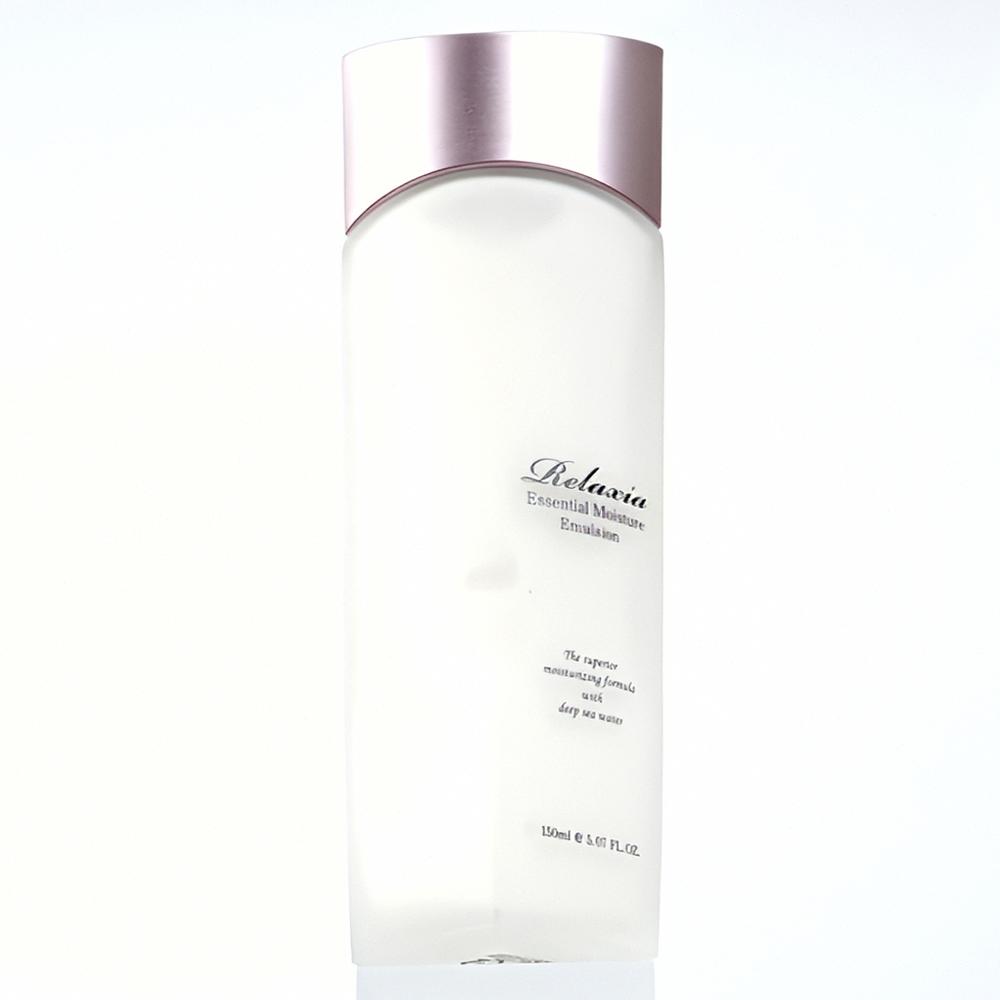 Relaxia
Essential Moisture
Emulsion
The superior
moisturizing formula
with
deep sea water
150ml e 5.07 FL.OZ.